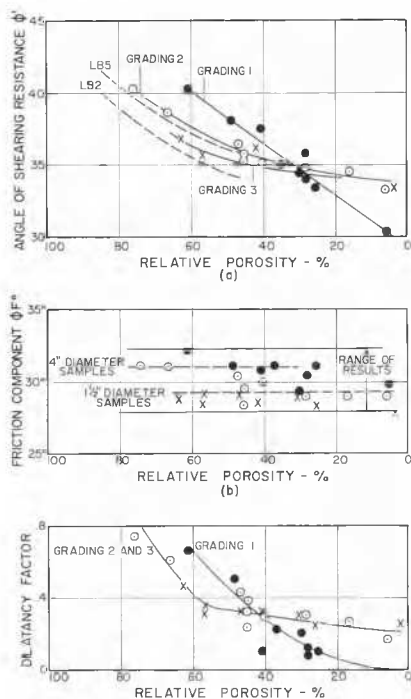 ANGLE OF SHEARING RESISTANCE Φ'
45
40
35
30
LB5
LB2
GRADING 2
GRADING 1
GRADING 3
100 80 60 40 20 0
RELATIVE POROSITY - %
(a)
FRICTION COMPONENT ΦF°
35°
30°
25°
4" DIAMETER
SAMPLES
1½" DIAMETER
SAMPLES
RANGE OF
RESULTS
100 80 60 40 20 0
RELATIVE POROSITY - %
(b)
DILATANCY FACTOR
.8
.4
0
GRADING 2 AND 3
GRADING 1
100 80 60 40 20 0
RELATIVE POROSITY - %